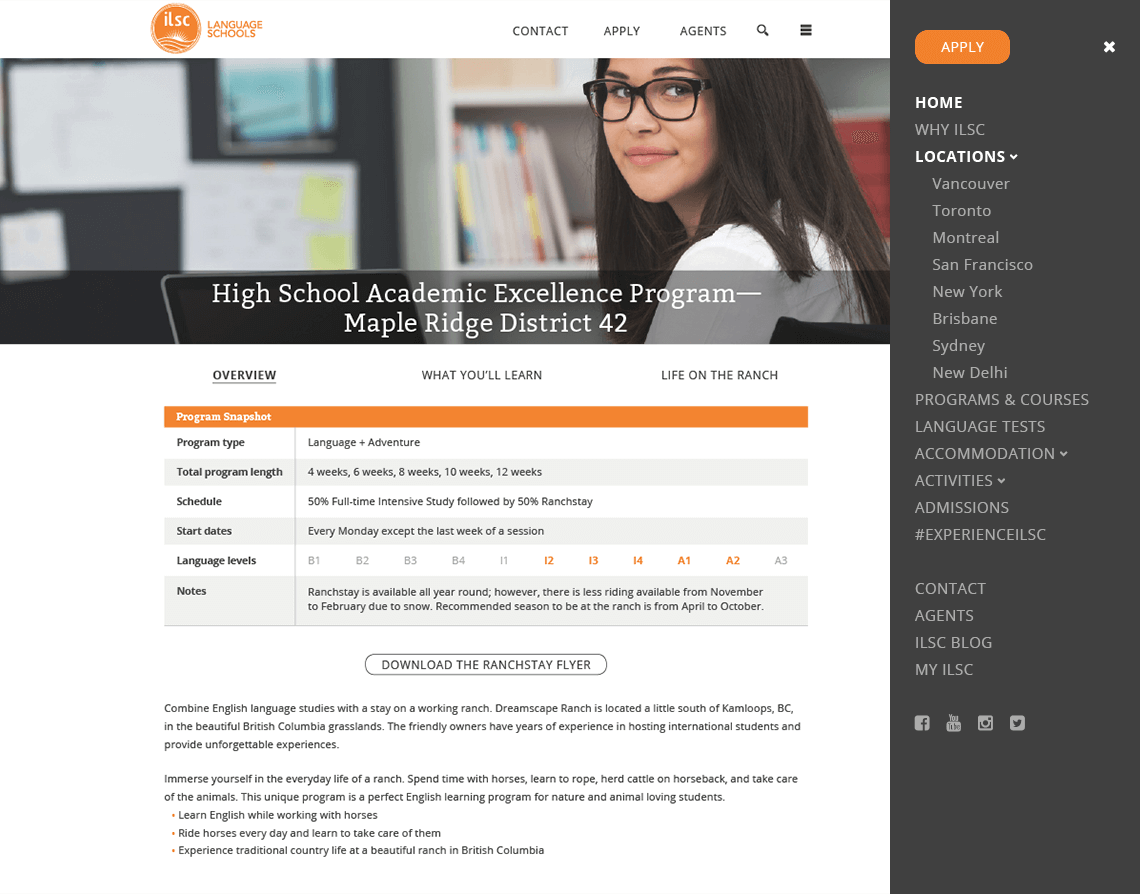 ilsc
LANGUAGE
SCHOOLS
CONTACT APPLY AGENTS
High School Academic Excellence Program—
Maple Ridge District 42
OVERVIEW WHAT YOU'LL LEARN LIFE ON THE RANCH
Program Snapshot
Program type Language + Adventure
Total program length 4 weeks, 6 weeks, 8 weeks, 10 weeks, 12 weeks
Schedule 50% Full-time Intensive Study followed by 50% Ranchstay
Start dates Every Monday except the last week of a session
Language levels B1 B2 B3 B4 I1 I2 I3 I4 A1 A2 A3
Notes Ranchstay is available all year round; however, there is less riding available from November
to February due to snow. Recommended season to be at the ranch is from April to October.
DOWNLOAD THE RANCHSTAY FLYER
Combine English language studies with a stay on a working ranch. Dreamscape Ranch is located a little south of Kamloops, BC,
in the beautiful British Columbia grasslands. The friendly owners have years of experience in hosting international students and
provide unforgettable experiences.
Immerse yourself in the everyday life of a ranch. Spend time with horses, learn to rope, herd cattle on horseback, and take care
of the animals. This unique program is a perfect English learning program for nature and animal loving students.
• Learn English while working with horses
• Ride horses every day and learn to take care of them
• Experience traditional country life at a beautiful ranch in British Columbia
APPLY
HOME
WHY ILSC
LOCATIONS
Vancouver
Toronto
Montreal
San Francisco
New York
Brisbane
Sydney
New Delhi
PROGRAMS & COURSES
LANGUAGE TESTS
ACCOMMODATION
ACTIVITIES
ADMISSIONS
#EXPERIENCEILSC
CONTACT
AGENTS
ILSC BLOG
MY ILSC
You
Tube